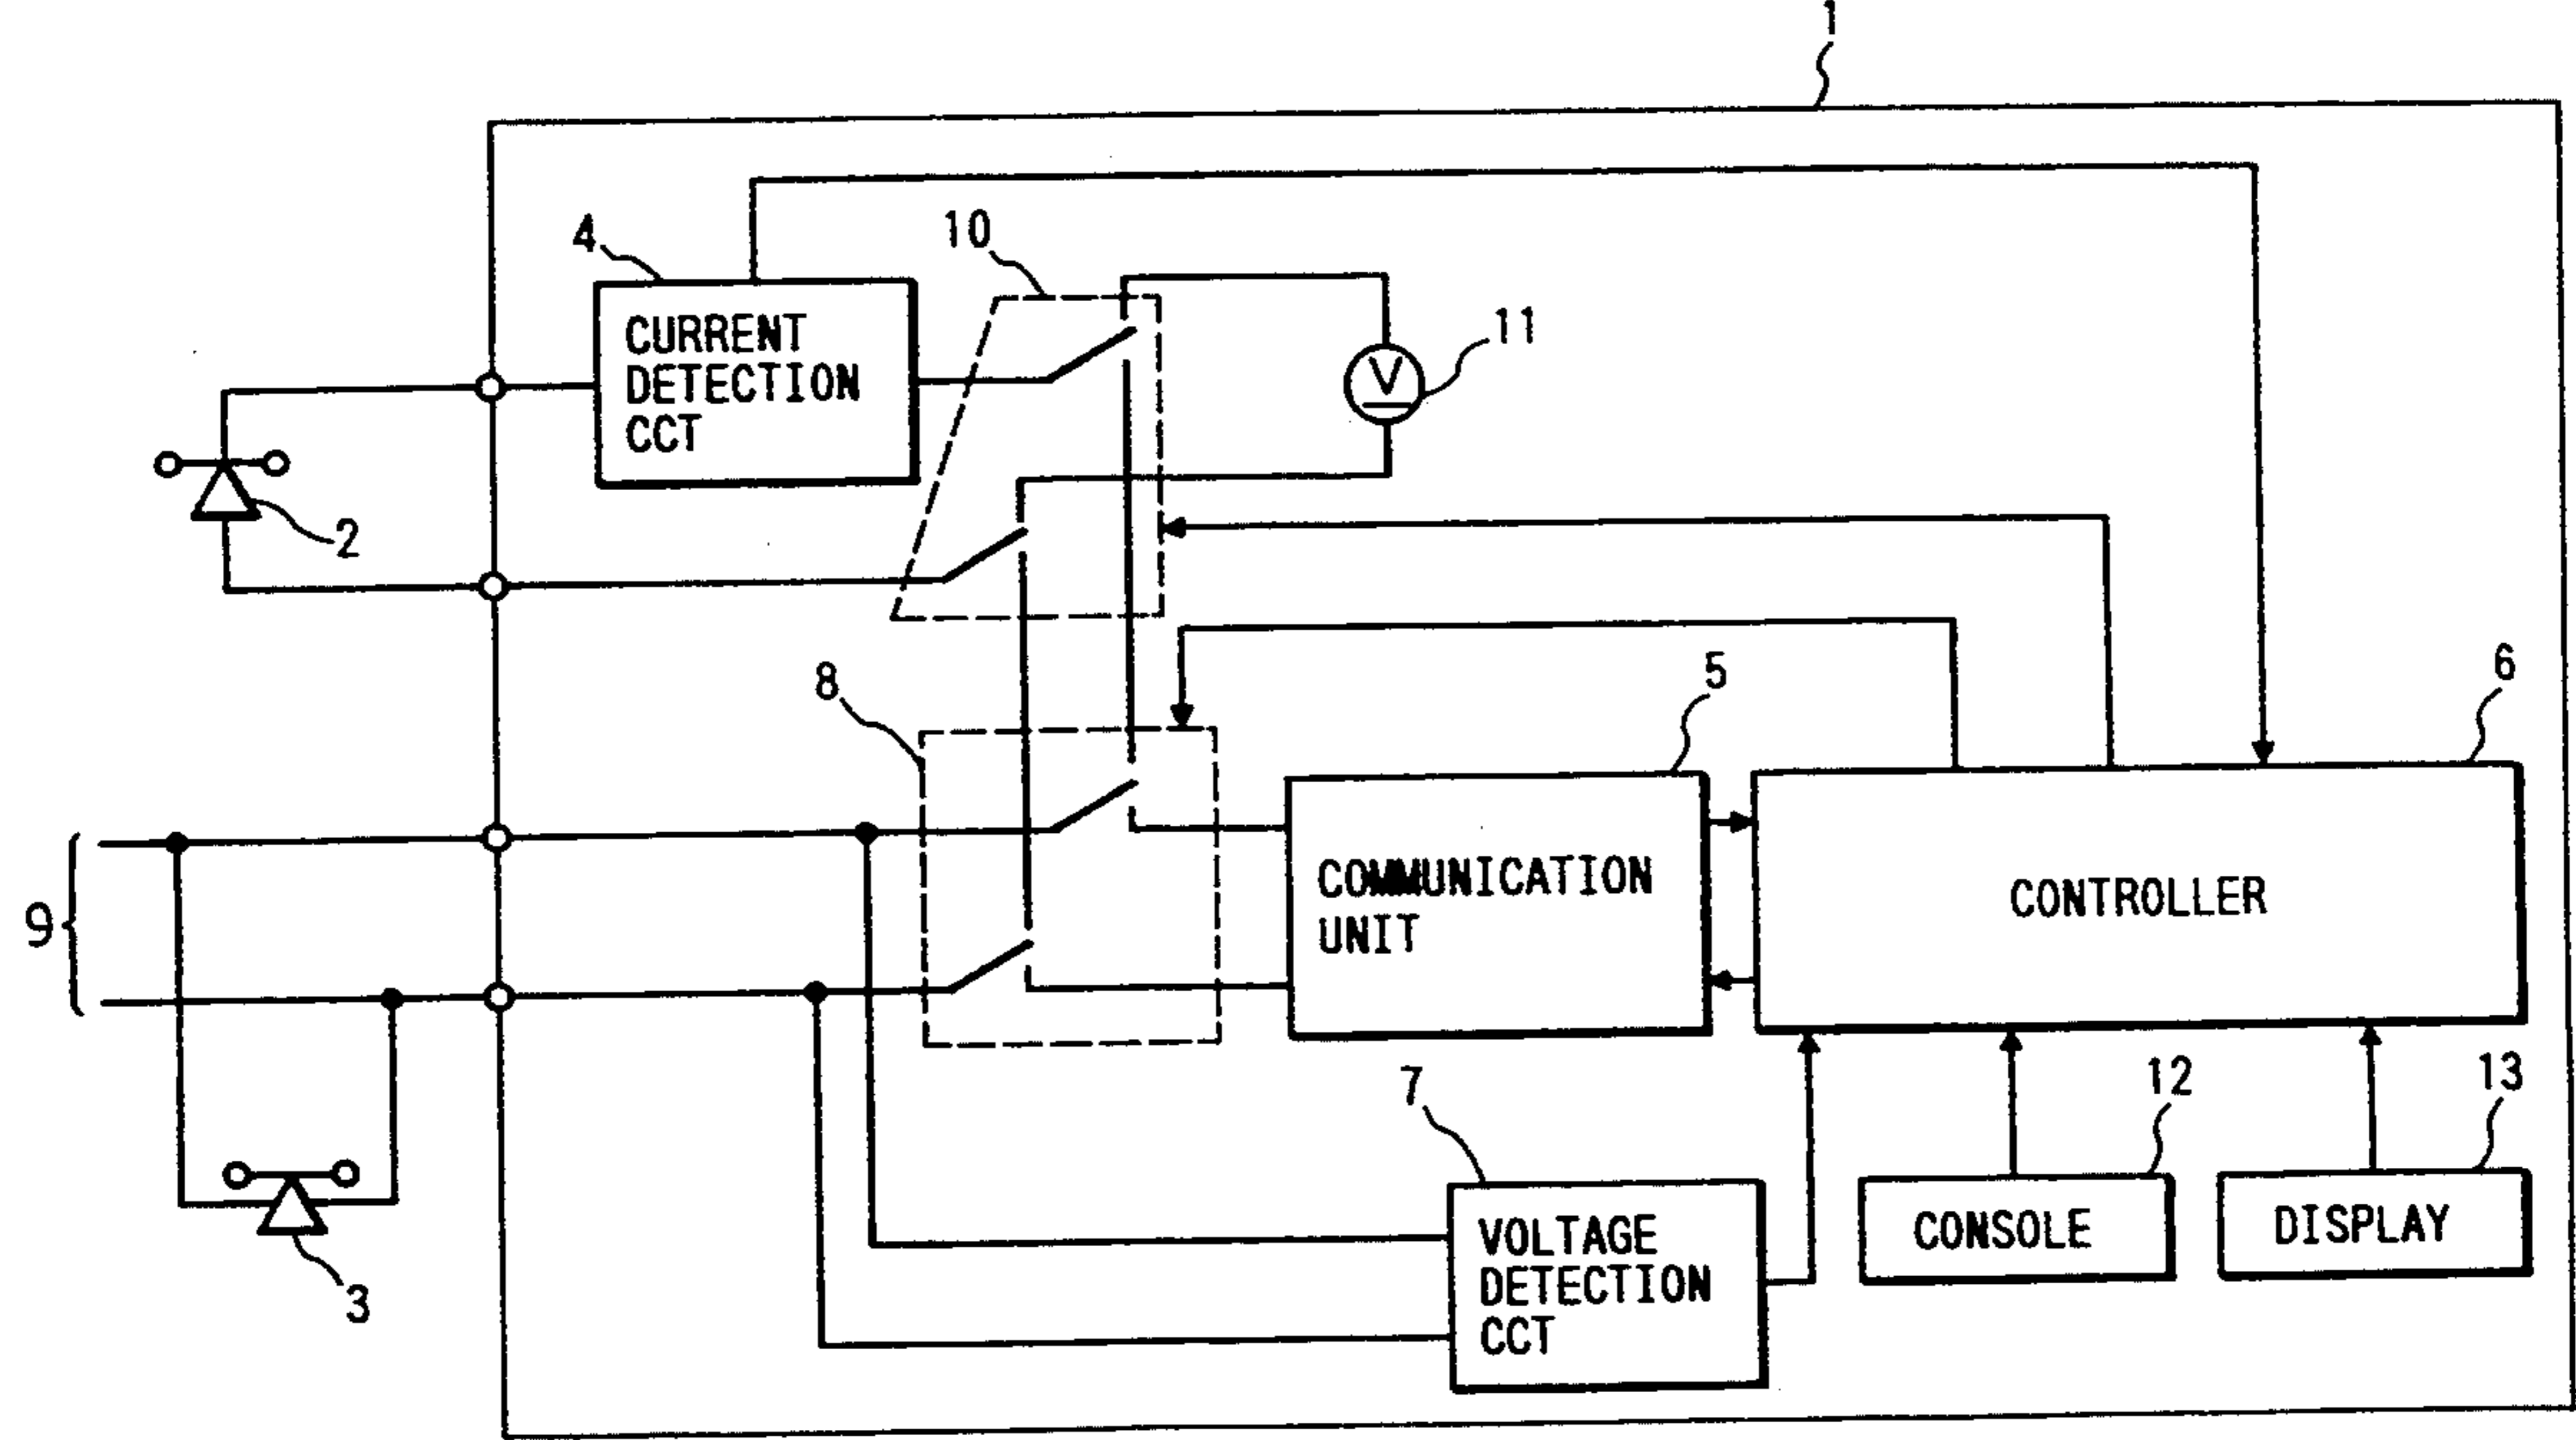 1
4
10
CURRENT
DETECTION
CCT
11
V
2
8
5
6
9
COMMUNICATION
UNIT
CONTROLLER
7
12
13
3
VOLTAGE
DETECTION
CCT
CONSOLE
DISPLAY